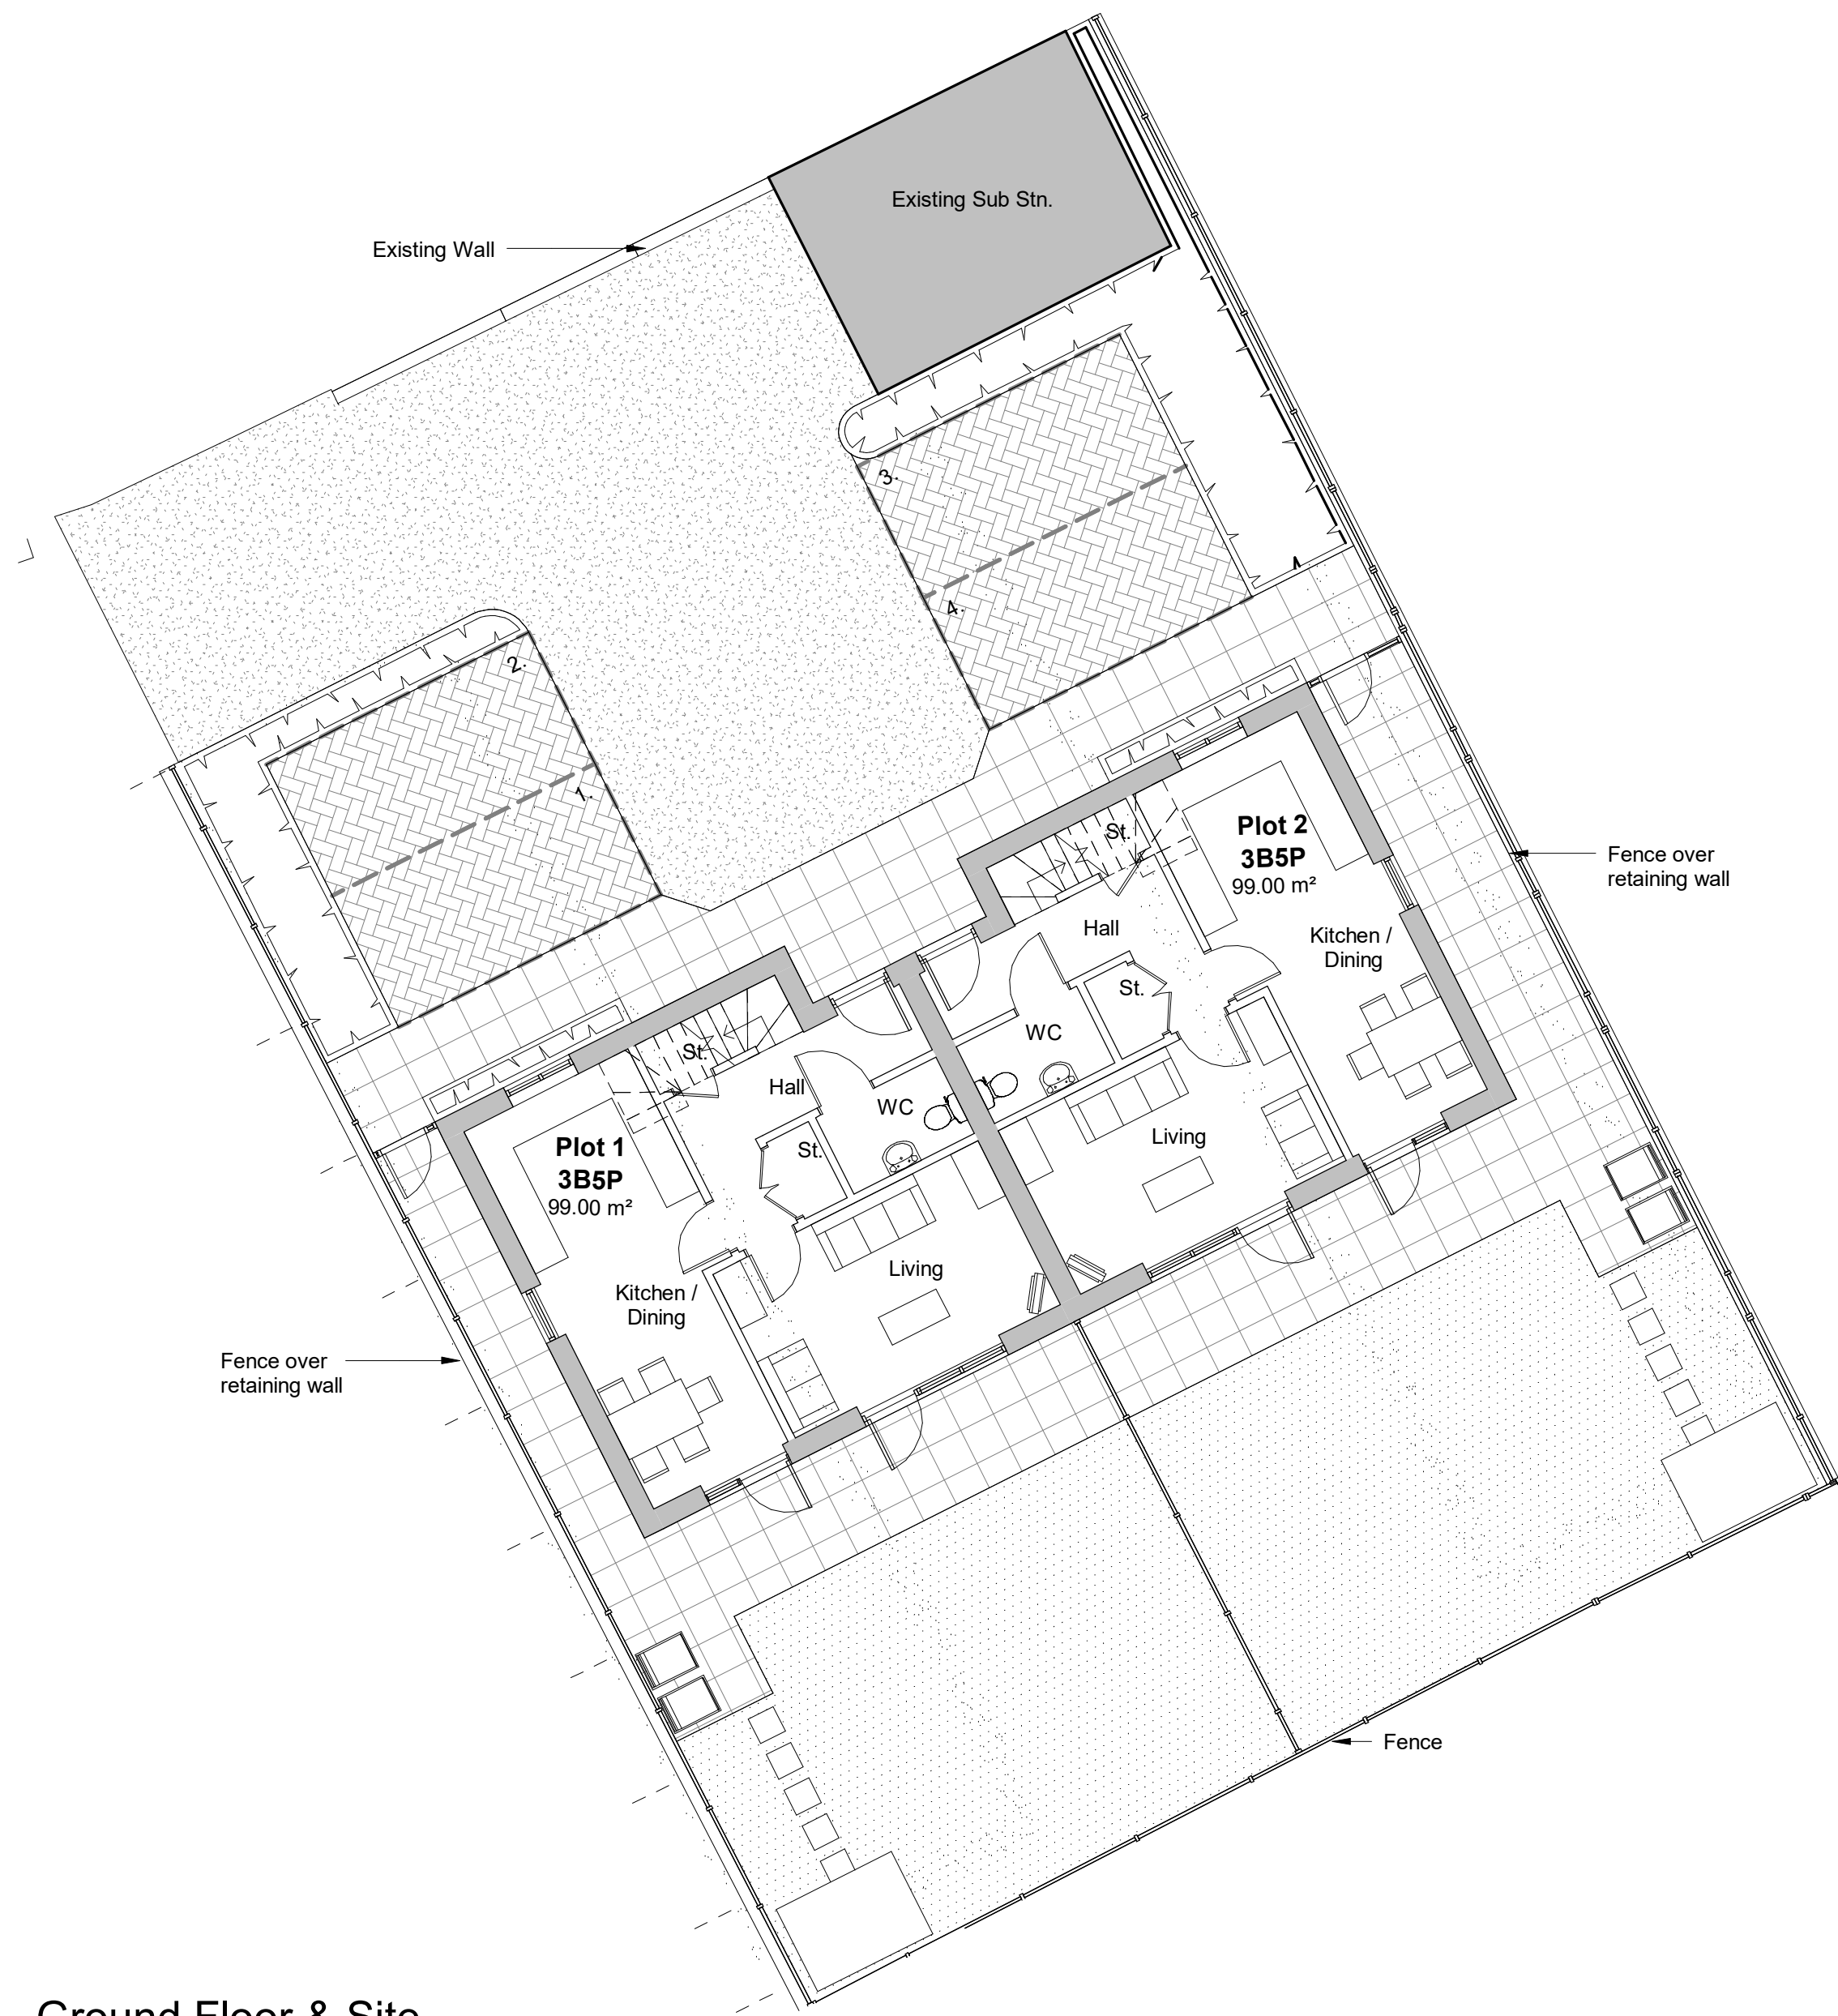 Existing Sub Stn.
Existing Wall
3.
4.
2.
1.
Plot 2
3B5P
99.00 m²
St.
Hall
Kitchen /
Dining
St.
WC
Living
Fence over
retaining wall
St.
Hall
WC
St.
Plot 1
3B5P
99.00 m²
Living
Kitchen /
Dining
Fence over
retaining wall
Fence
Ground Floor & Site